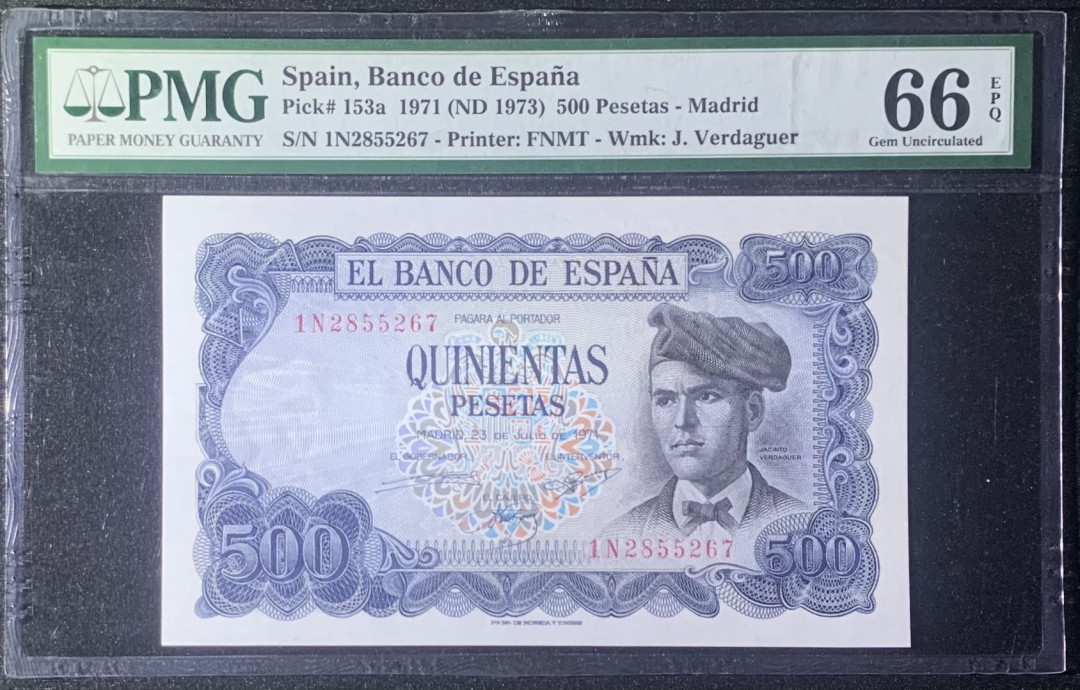 PMG
PAPER MONEY GUARANTY
Spain, Banco de España
Pick# 153a 1971 (ND 1973) 500 Pesetas - Madrid
S/N 1N2855267 - Printer: FNMT - Wmk: J. Verdaguer
66
EPQ
Gem Uncirculated
EL BANCO DE ESPAÑA
500
1N2855267
PAGARA AL PORTADOR
QUINIENTAS
PESETAS
MADRID, 23 DE JULIO DE 1971
EL GOBERNADOR,
EL INTERVENTOR,
JACINTO
VERDAGUER
EL CAJERO
500
1N2855267
500